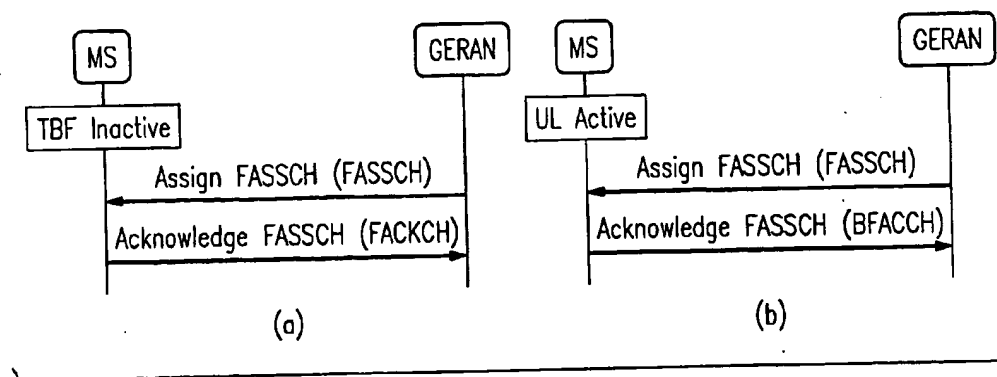 MS
GERAN
TBF Inactive
Assign FASSCH (FASSCH)
Acknowledge FASSCH (FACKCH)
(a)
MS
GERAN
UL Active
Assign FASSCH (FASSCH)
Acknowledge FASSCH (BFACCH)
(b)